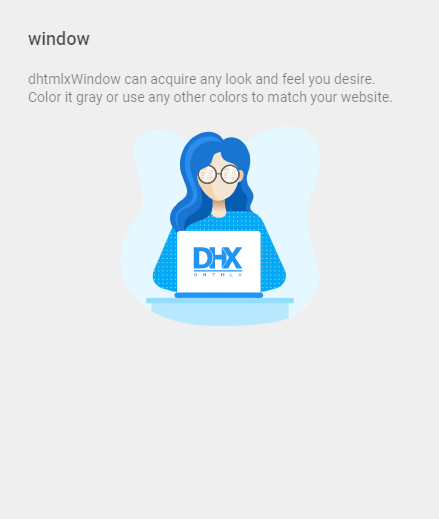 window
dhtmlxWindow can acquire any look and feel you desire.
Color it gray or use any other colors to match your website.
DHX
DHTMLX